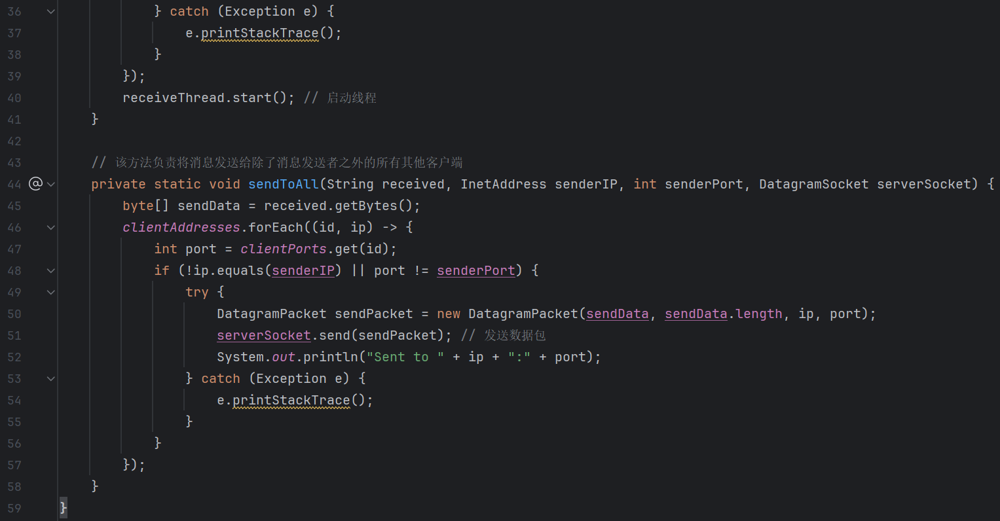 36 } catch (Exception e) {
37 e.printStackTrace();
38 }
39 });
40 receiveThread.start(); // 启动线程
41 }
42
43 // 该方法负责将消息发送给除了消息发送者之外的所有其他客户端
44 @ private static void sendToAll(String received, InetAddress senderIP, int senderPort, DatagramSocket serverSocket) {
45 byte[] sendData = received.getBytes();
46 clientAddresses.forEach((id, ip) -> {
47 int port = clientPorts.get(id);
48 if (!ip.equals(senderIP) || port != senderPort) {
49 try {
50 DatagramPacket sendPacket = new DatagramPacket(sendData, sendData.length, ip, port);
51 serverSocket.send(sendPacket); // 发送数据包
52 System.out.println("Sent to " + ip + ":" + port);
53 } catch (Exception e) {
54 e.printStackTrace();
55 }
56 }
57 });
58 }
59 }